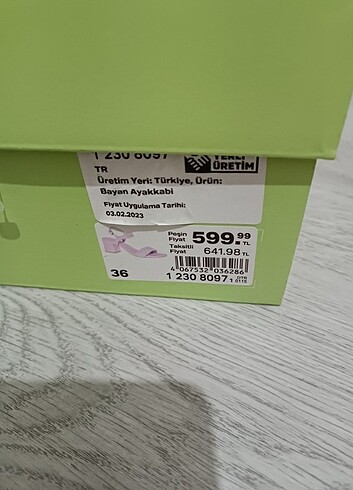 1 230 8097
YERLİ
ÜRETİM
TR
Üretim Yeri: Türkiye, Ürün:
Bayan Ayakkabi
Fiyat Uygulama Tarihi:
03.02.2023
Peşin
Fiyat 599.99 TL
Taksitli
Fiyat 641.98 TL
4 067532 036286
36
1 230 8097